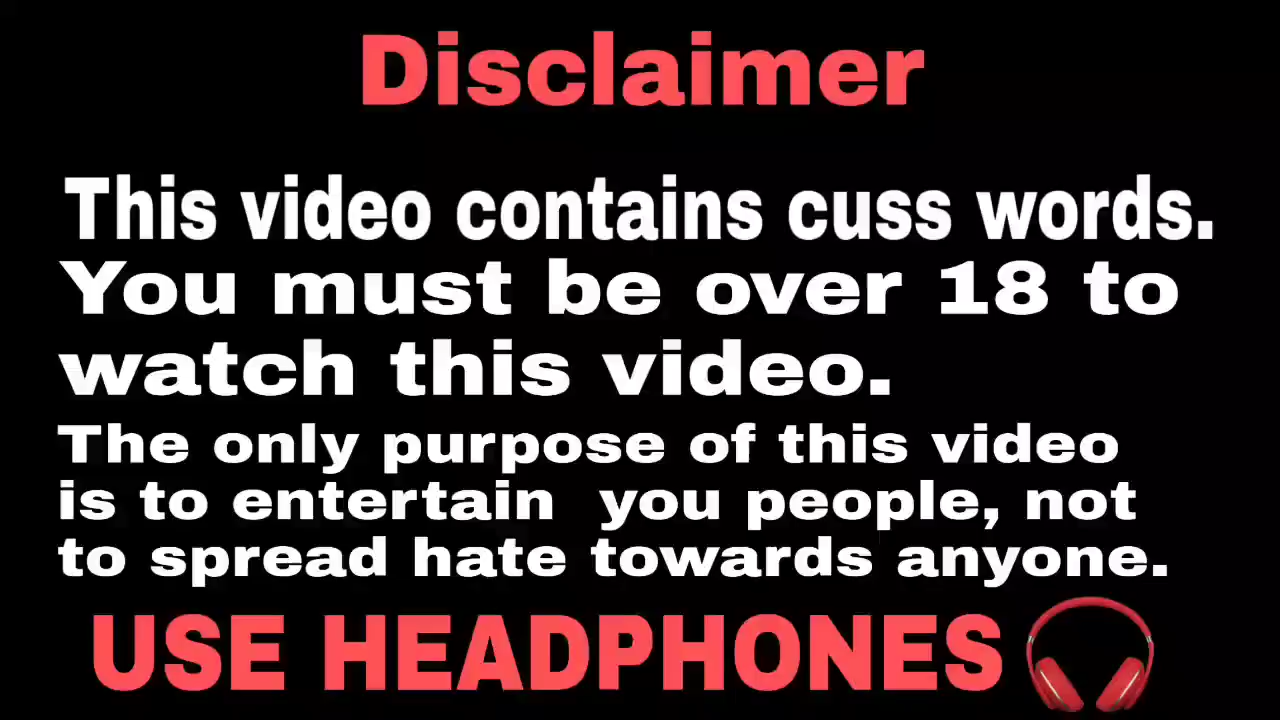 Disclaimer
This video contains cuss words.
You must be over 18 to
watch this video.
The only purpose of this video
is to entertain you people, not
to spread hate towards anyone.
USE HEADPHONES